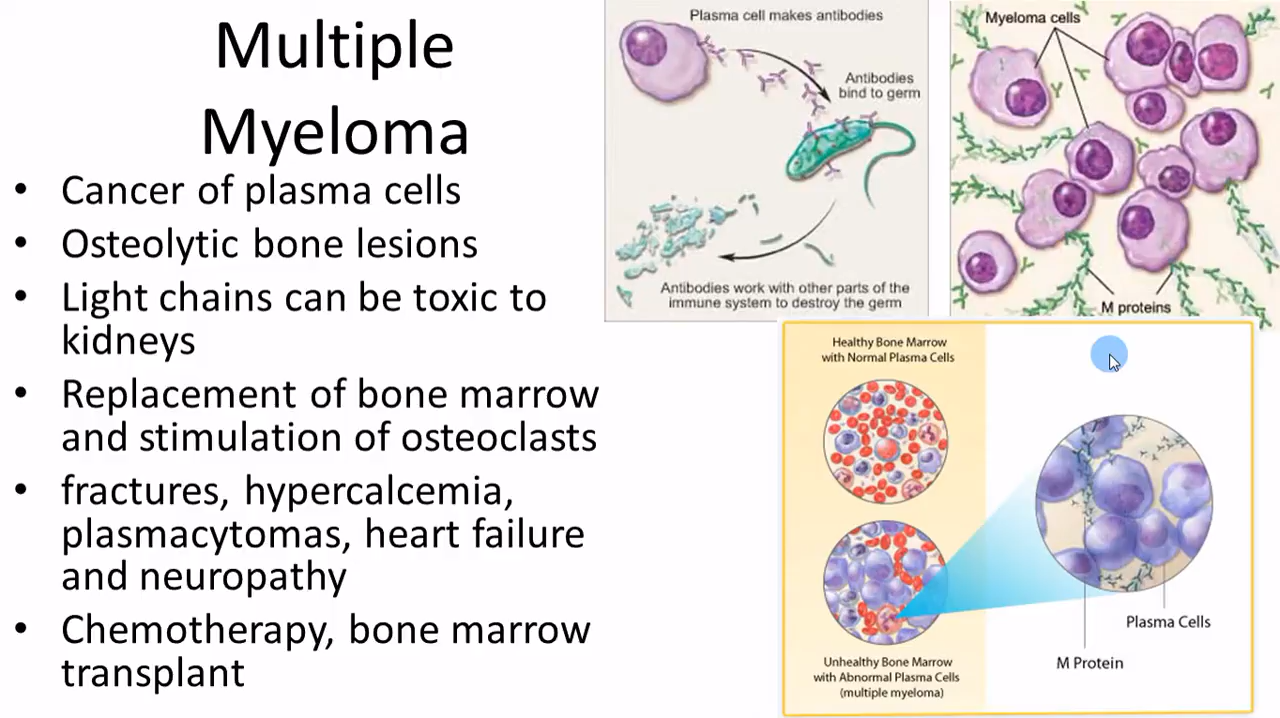 Multiple
Myeloma
• Cancer of plasma cells
• Osteolytic bone lesions
• Light chains can be toxic to
kidneys
• Replacement of bone marrow
and stimulation of osteoclasts
• fractures, hypercalcemia,
plasmacytomas, heart failure
and neuropathy
• Chemotherapy, bone marrow
transplant
Plasma cell makes antibodies
Antibodies
bind to germ
Antibodies work with other parts of the
immune system to destroy the germ
Myeloma cells
M proteins
Healthy Bone Marrow
with Normal Plasma Cells
Unhealthy Bone Marrow
with Abnormal Plasma Cells
(multiple myeloma)
Plasma Cells
M Protein